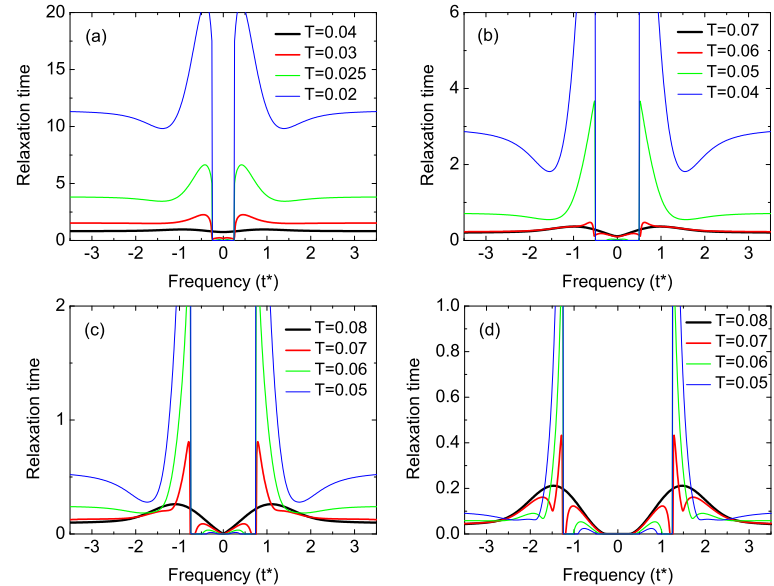 (a)
T=0.04
T=0.03
T=0.025
T=0.02
Relaxation time
20
15
10
5
0
-3 -2 -1 0 1 2 3
Frequency (t*)
(b)
T=0.07
T=0.06
T=0.05
T=0.04
Relaxation time
6
4
2
0
-3 -2 -1 0 1 2 3
Frequency (t*)
(c)
T=0.08
T=0.07
T=0.06
T=0.05
Relaxation time
2
1
0
-3 -2 -1 0 1 2 3
Frequency (t*)
(d)
T=0.08
T=0.07
T=0.06
T=0.05
Relaxation time
1.0
0.8
0.6
0.4
0.2
0.0
-3 -2 -1 0 1 2 3
Frequency (t*)